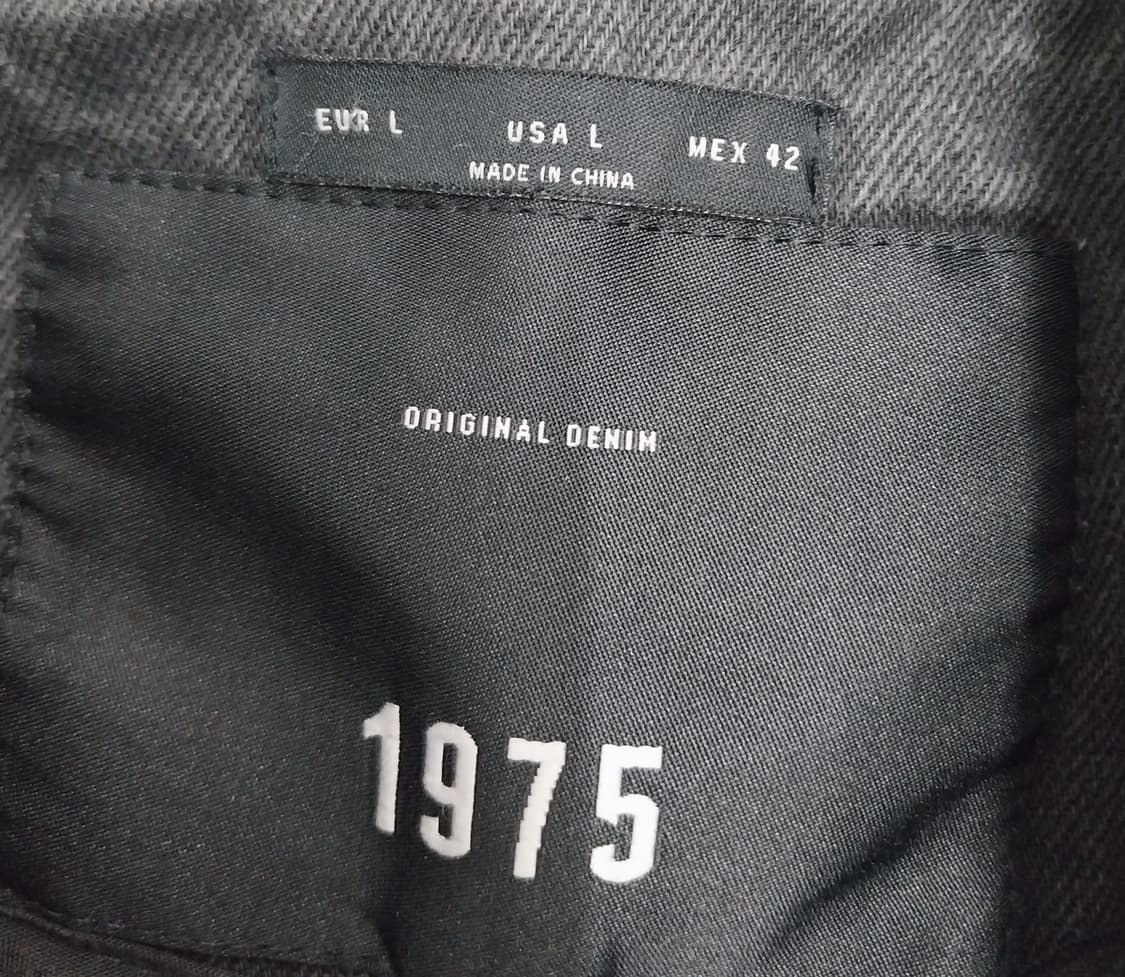 EUR L USA L MEX 42
MADE IN CHINA
ORIGINAL DENIM
1975